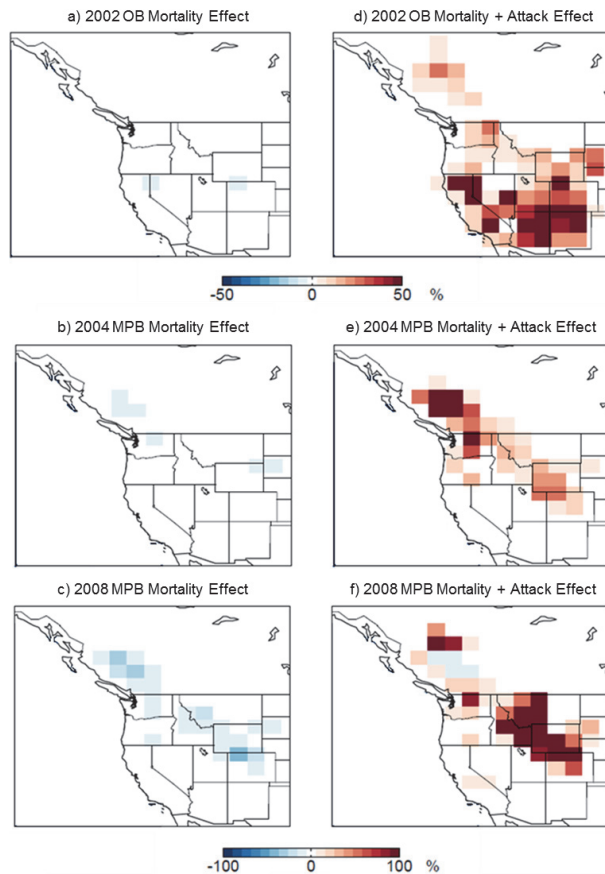 a) 2002 OB Mortality Effect
d) 2002 OB Mortality + Attack Effect
-50 0 50 %
b) 2004 MPB Mortality Effect
e) 2004 MPB Mortality + Attack Effect
c) 2008 MPB Mortality Effect
f) 2008 MPB Mortality + Attack Effect
-100 0 100 %